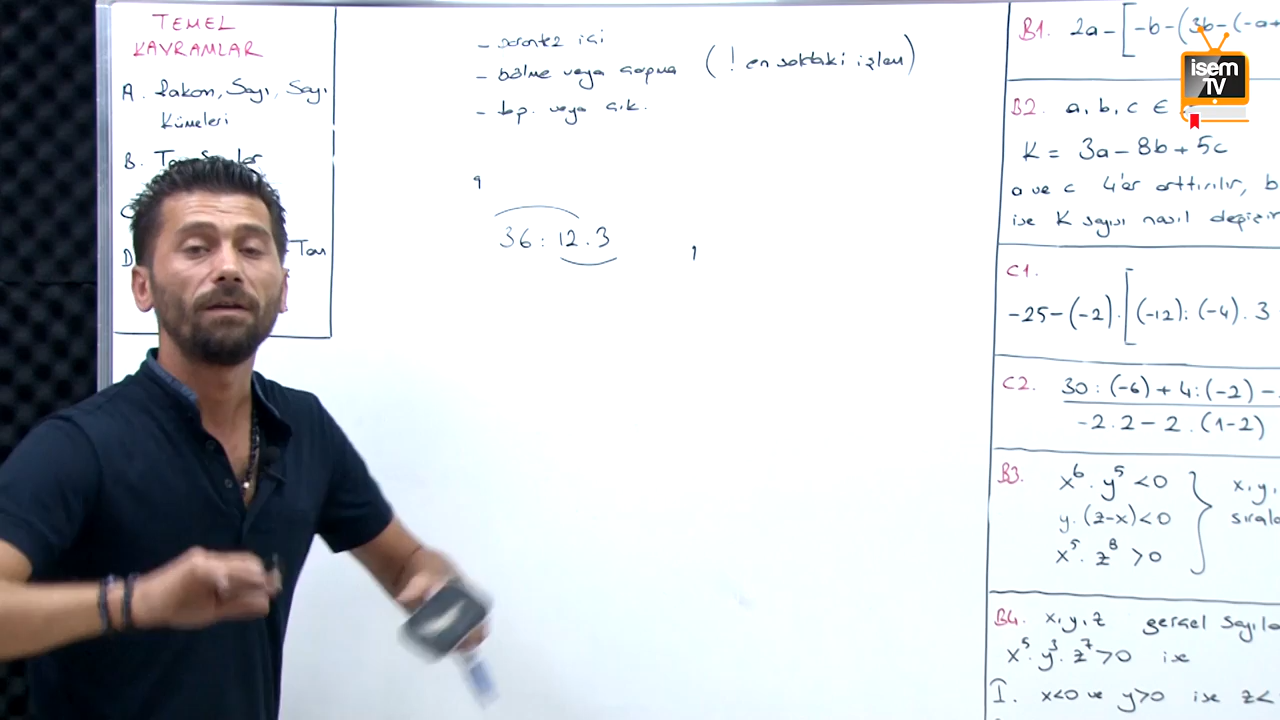 TEMEL
KAVRAMLAR
A. Rakam, Sayı, Sayı
Kümeleri
B.
D
Tam
- parantez içi
- bölme veya çarpma ( ! en soldaki işlem)
- top. veya çık.
9
36 : 12 . 3
1
B1. 2a - [ -b - (3b - (-a+
isem
TV
B2. a, b, c ∈
K = 3a - 8b + 5c
a ve c 4'er arttırılır, b
ise K sayısı nasıl değişir
C1.
-25 - (-2) . [ (-12) : (-4) . 3
C2. 30 : (-6) + 4 : (-2) -
-2 . 2 - 2 . (1-2)
B3. x⁶ . y⁵ < 0 x, y,
y . (z-x) < 0 sırala
x⁵ . z⁸ > 0
B4. x, y, z gerçel sayıla
x⁵ . y³ . z⁷ > 0 ise
I. x<0 ve y>0 ise z<